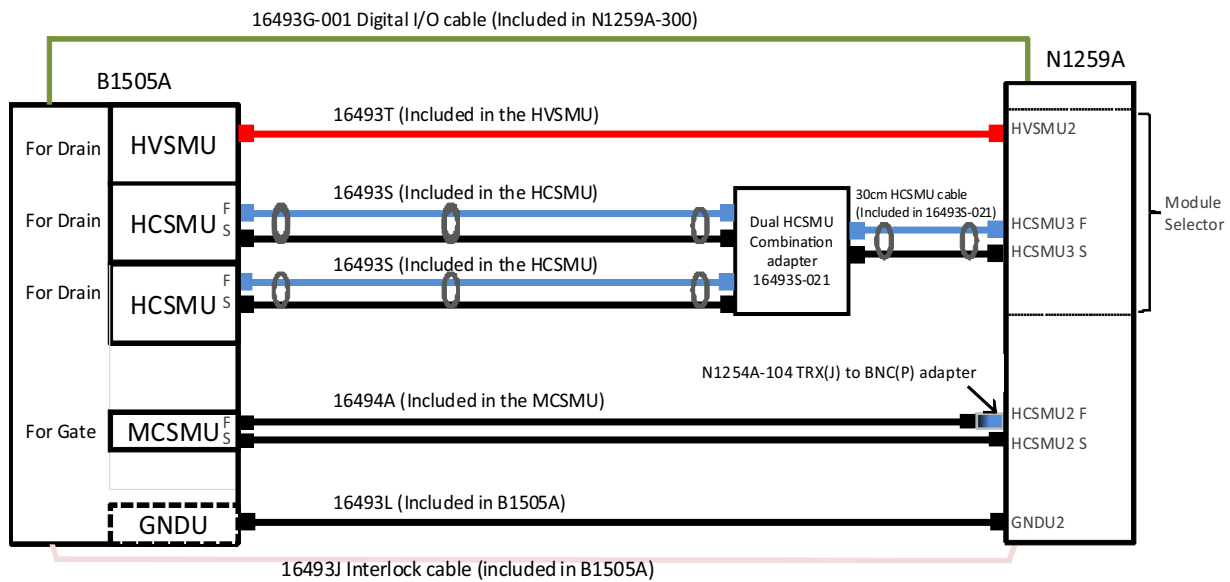 16493G-001 Digital I/O cable (Included in N1259A-300)
N1259A
B1505A
16493T (Included in the HVSMU)
For Drain
HVSMU
HVSMU2
16493S (Included in the HCSMU)
30cm HCSMU cable
(Included in 16493S-021)
For Drain
HCSMU
F
S
Dual HCSMU
Combination
adapter
16493S-021
HCSMU3 F
HCSMU3 S
Module
Selector
16493S (Included in the HCSMU)
For Drain
HCSMU
F
S
N1254A-104 TRX(J) to BNC(P) adapter
16494A (Included in the MCSMU)
For Gate
MCSMU
F
S
HCSMU2 F
HCSMU2 S
16493L (Included in B1505A)
GNDU
GNDU2
16493J Interlock cable (included in B1505A)